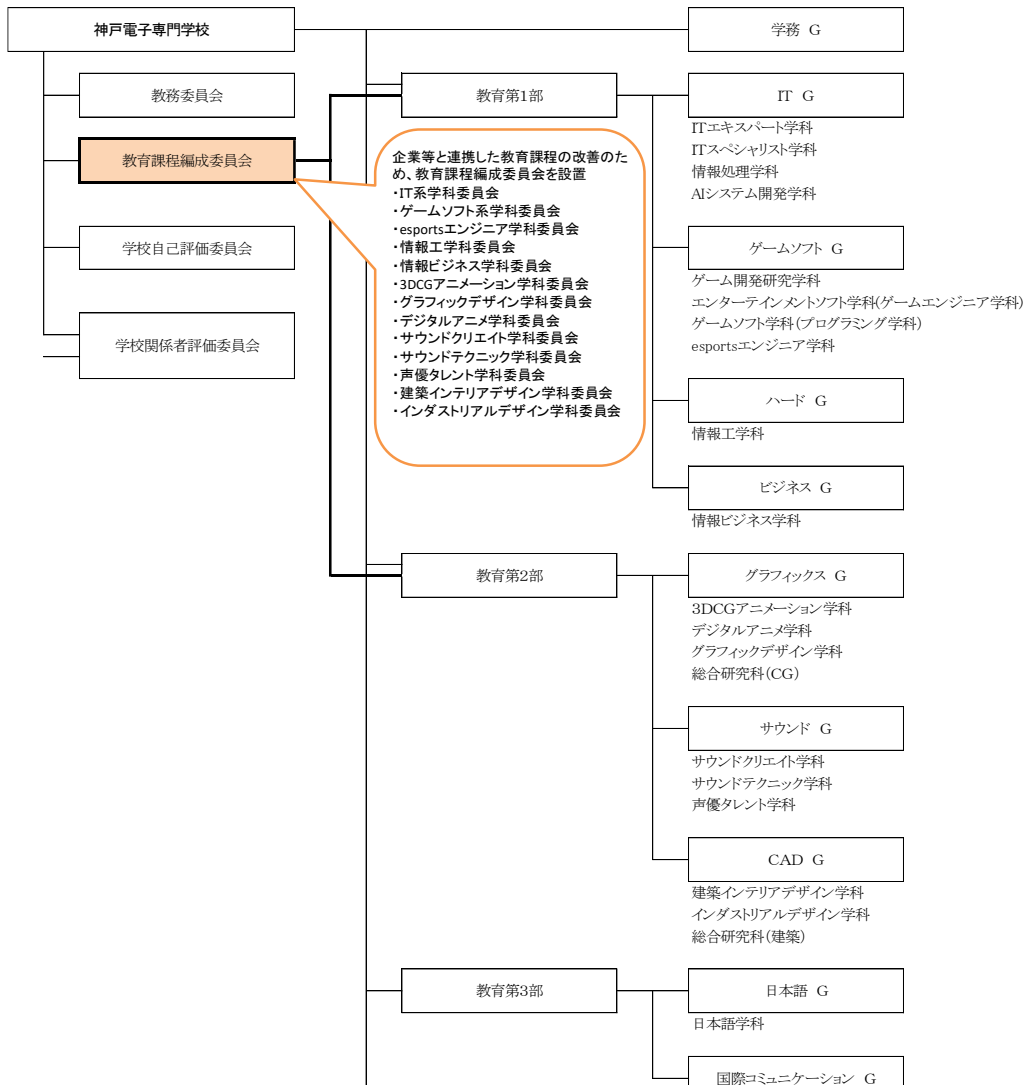 神戸電子専門学校
学務 G
教務委員会
教育課程編成委員会
学校自己評価委員会
学校関係者評価委員会
企業等と連携した教育課程の改善のた
め、教育課程編成委員会を設置
・IT系学科委員会
・ゲームソフト系学科委員会
・esportsエンジニア学科委員会
・情報工学科委員会
・情報ビジネス学科委員会
・3DCGアニメーション学科委員会
・グラフィックデザイン学科委員会
・デジタルアニメ学科委員会
・サウンドクリエイト学科委員会
・サウンドテクニック学科委員会
・声優タレント学科委員会
・建築インテリアデザイン学科委員会
・インダストリアルデザイン学科委員会
教育第1部
IT G
ITエキスパート学科
ITスペシャリスト学科
情報処理学科
AIシステム開発学科
ゲームソフト G
ゲーム開発研究学科
エンターテインメントソフト学科(ゲームエンジニア学科)
ゲームソフト学科(プログラミング学科)
esportsエンジニア学科
ハード G
情報工学科
ビジネス G
情報ビジネス学科
教育第2部
グラフィックス G
3DCGアニメーション学科
デジタルアニメ学科
グラフィックデザイン学科
総合研究科(CG)
サウンド G
サウンドクリエイト学科
サウンドテクニック学科
声優タレント学科
CAD G
建築インテリアデザイン学科
インダストリアルデザイン学科
総合研究科(建築)
教育第3部
日本語 G
日本語学科
国際コミュニケーション G